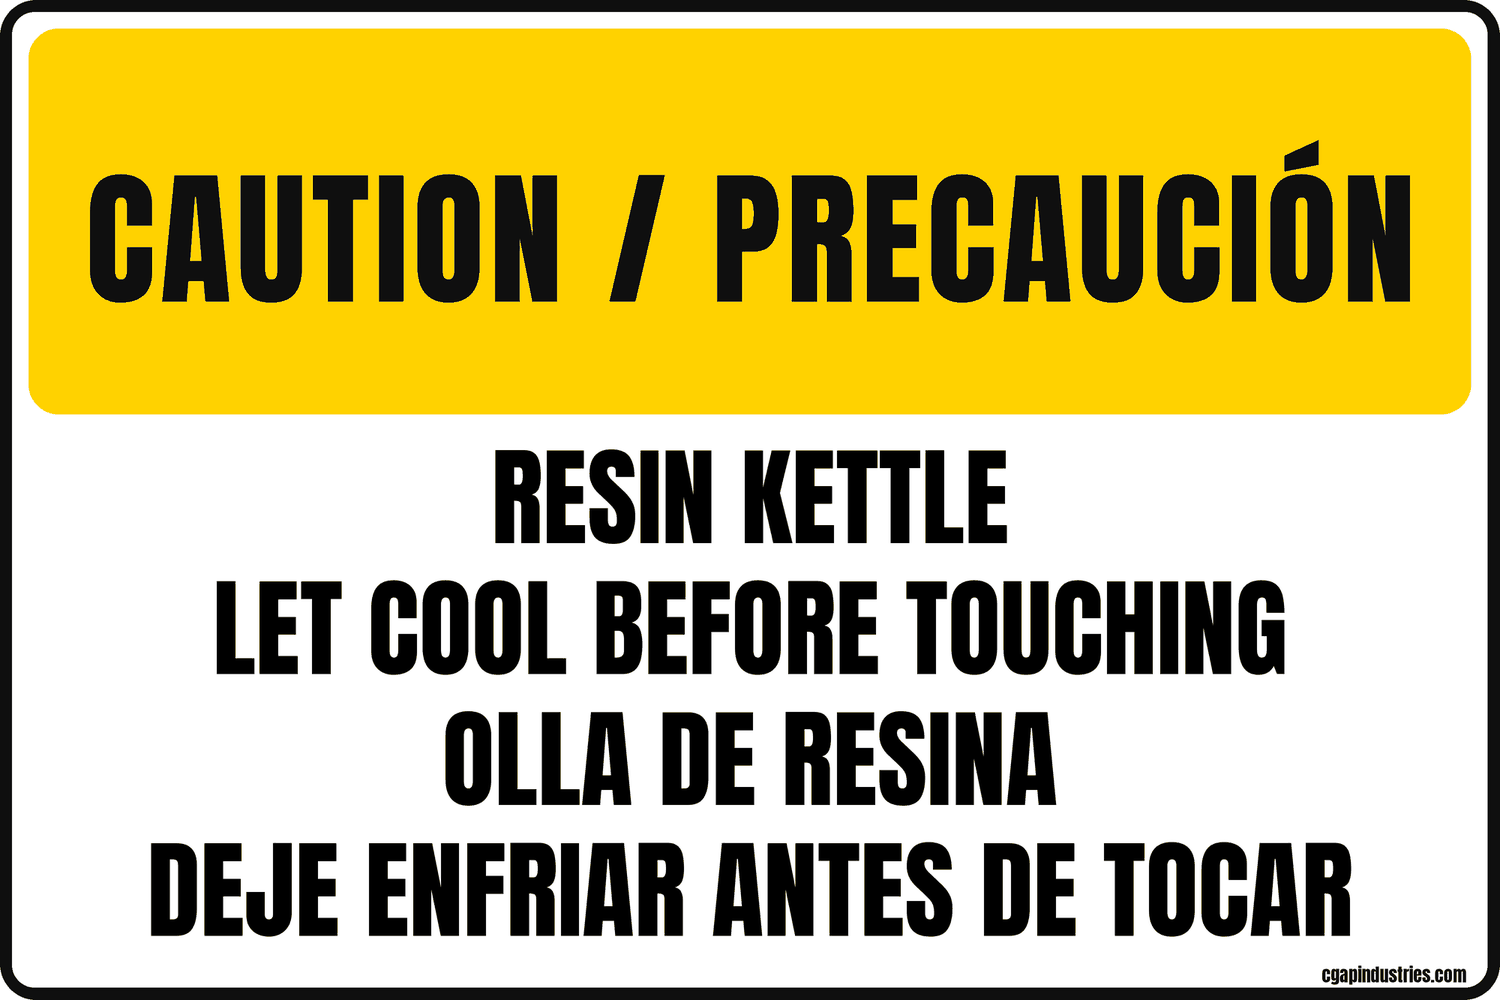 CAUTION / PRECAUCIÓN
RESIN KETTLE
LET COOL BEFORE TOUCHING
OLLA DE RESINA
DEJE ENFRIAR ANTES DE TOCAR
cgapindustries.com